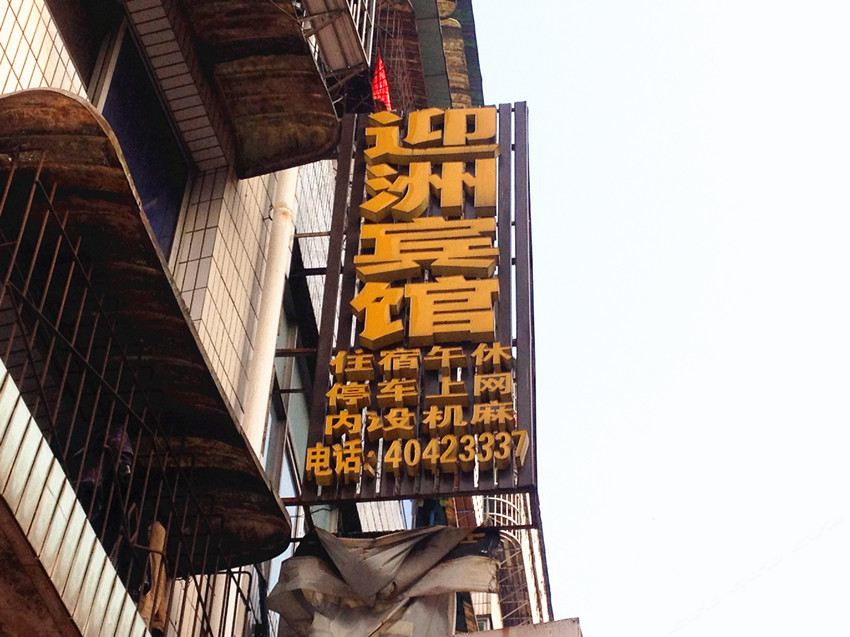 迎洲宾馆
住宿午休
停车上网
内设机麻
电话:40423337